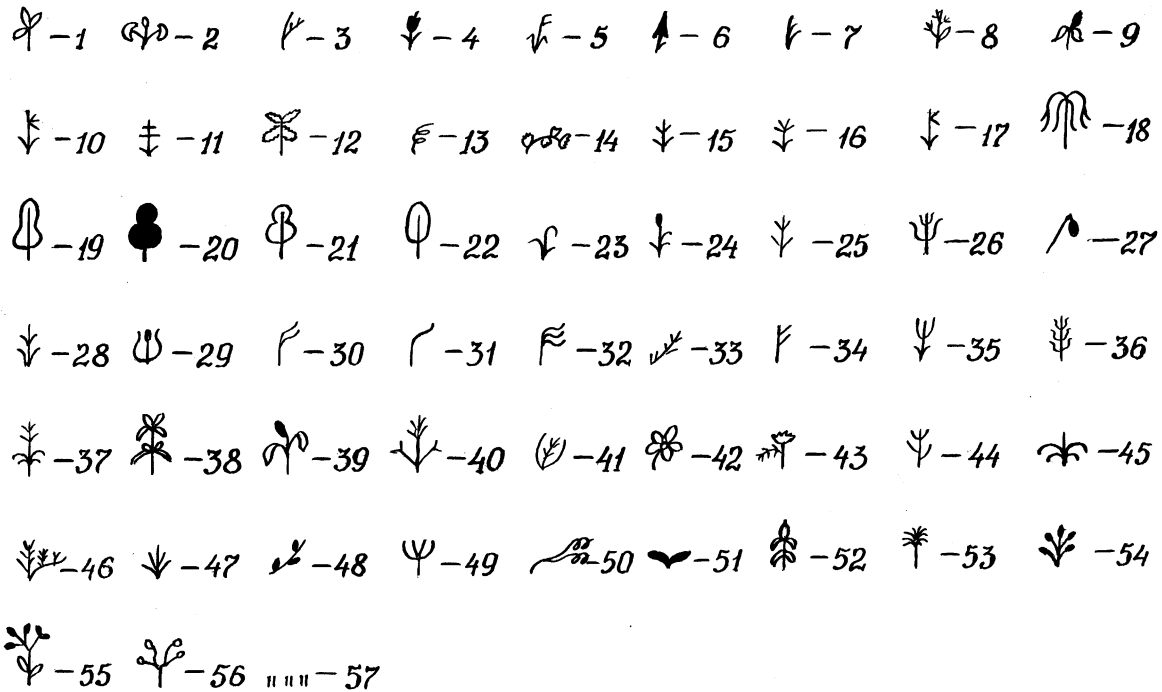 – 1 – 2 – 3 – 4 – 5 – 6 – 7 – 8 – 9
– 10 – 11 – 12 – 13 – 14 – 15 – 16 – 17 – 18
– 19 – 20 – 21 – 22 – 23 – 24 – 25 – 26 – 27
– 28 – 29 – 30 – 31 – 32 – 33 – 34 – 35 – 36
– 37 – 38 – 39 – 40 – 41 – 42 – 43 – 44 – 45
– 46 – 47 – 48 – 49 – 50 – 51 – 52 – 53 – 54
– 55 – 56 – 57